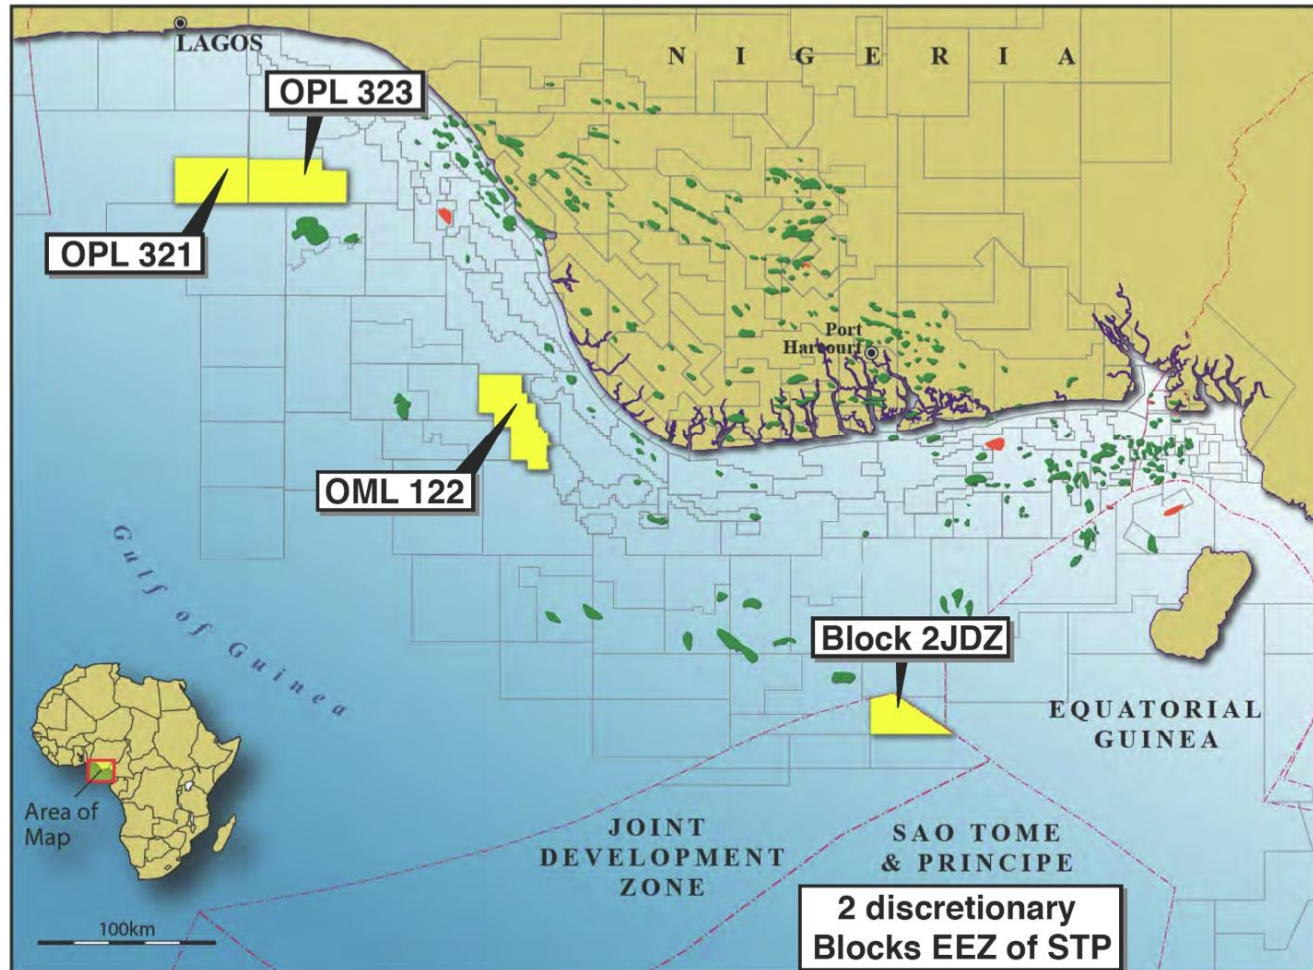 LAGOS
NIGERIA
OPL 323
OPL 321
Port
Harcourt
OML 122
Gulf of Guinea
Block 2JDZ
EQUATORIAL
GUINEA
Area of
Map
JOINT
DEVELOPMENT
ZONE
SAO TOME
& PRINCIPE
2 discretionary
Blocks EEZ of STP
100km